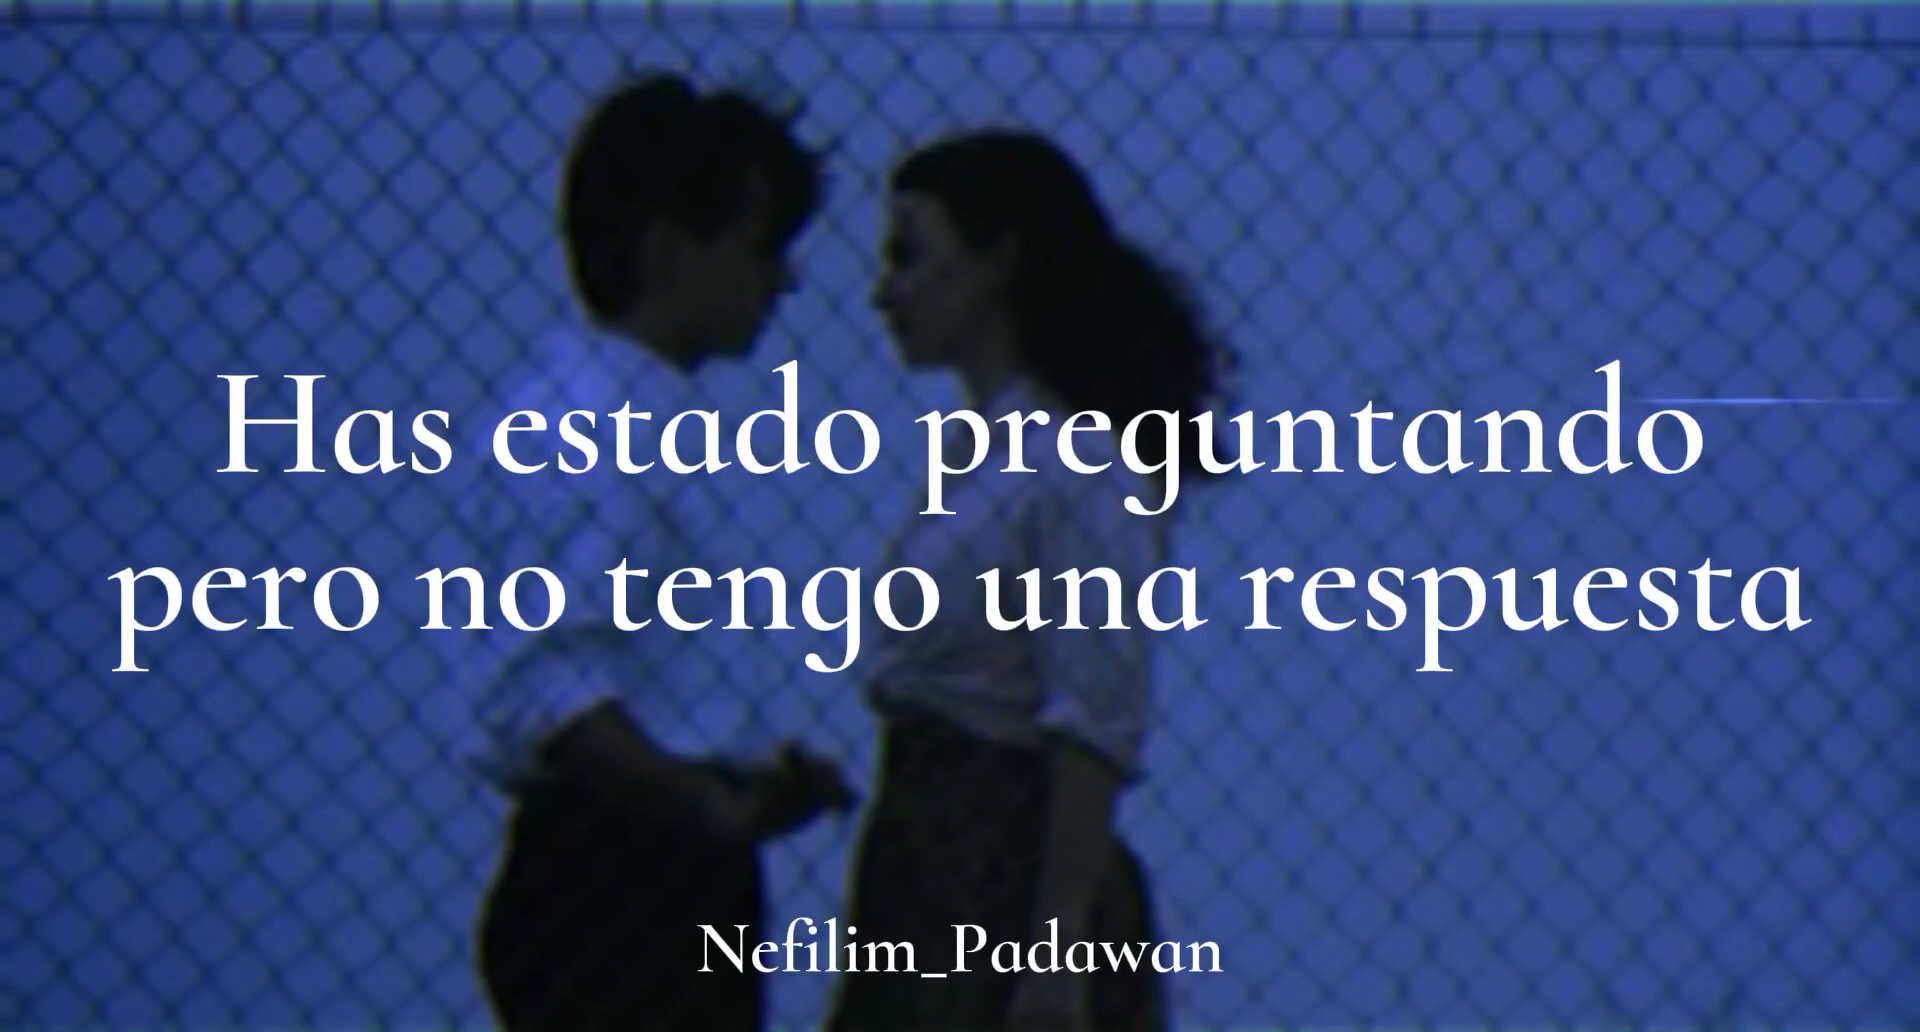 Has estado preguntando
pero no tengo una respuesta
Nefilim_Padawan